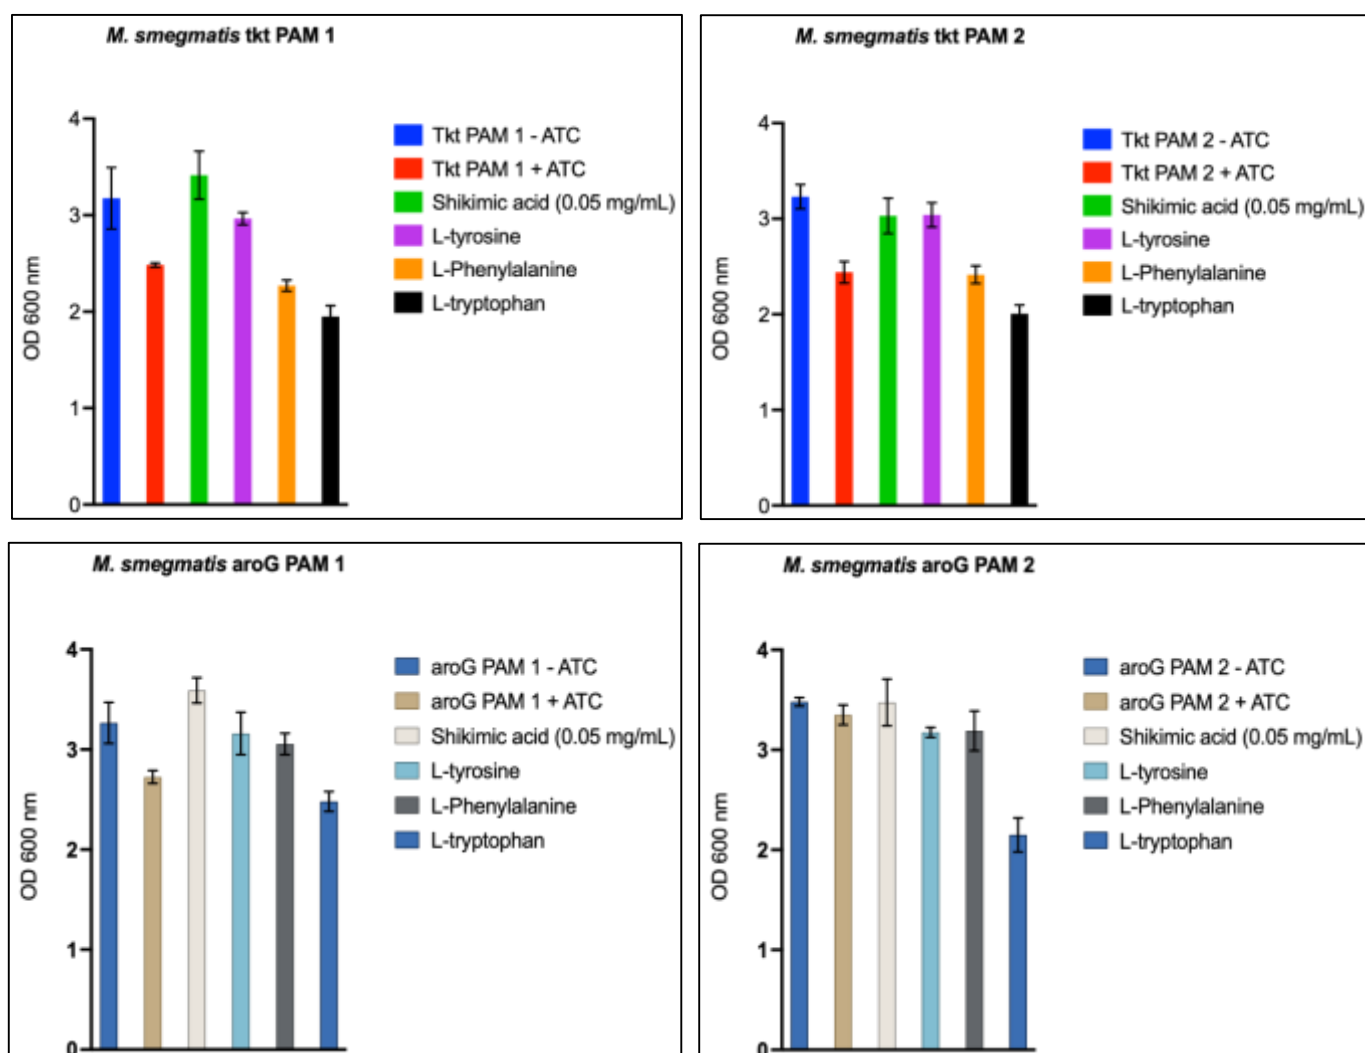 M. smegmatis tkt PAM 1
4
3
2
1
0
OD 600 nm
Tkt PAM 1 - ATC
Tkt PAM 1 + ATC
Shikimic acid (0.05 mg/mL)
L-tyrosine
L-Phenylalanine
L-tryptophan
M. smegmatis tkt PAM 2
4
3
2
1
0
OD 600 nm
Tkt PAM 2 - ATC
Tkt PAM 2 + ATC
Shikimic acid (0.05 mg/mL)
L-tyrosine
L-Phenylalanine
L-tryptophan
M. smegmatis aroG PAM 1
4
3
2
1
0
OD 600 nm
aroG PAM 1 - ATC
aroG PAM 1 + ATC
Shikimic acid (0.05 mg/mL)
L-tyrosine
L-Phenylalanine
L-tryptophan
M. smegmatis aroG PAM 2
4
3
2
1
0
OD 600 nm
aroG PAM 2 - ATC
aroG PAM 2 + ATC
Shikimic acid (0.05 mg/mL)
L-tyrosine
L-Phenylalanine
L-tryptophan